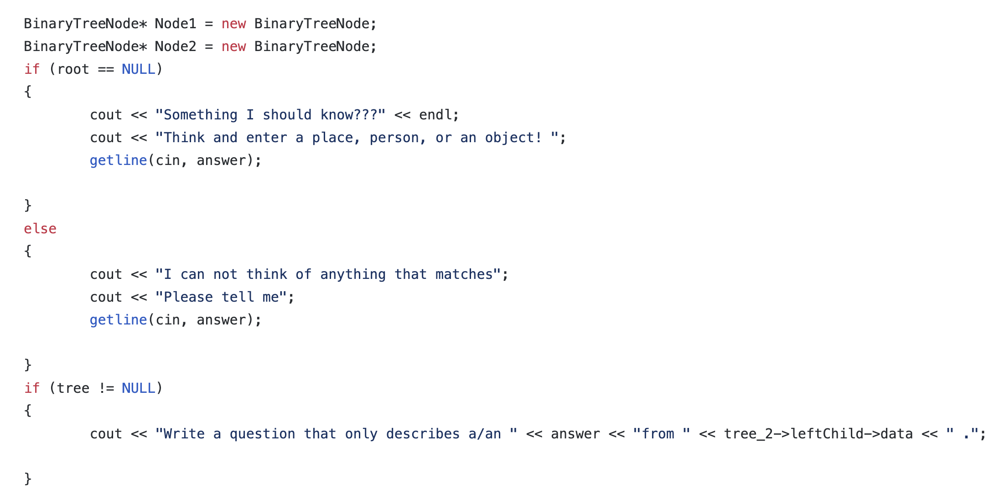 BinaryTreeNode* Node1 = new BinaryTreeNode;
BinaryTreeNode* Node2 = new BinaryTreeNode;
if (root == NULL)
{
        cout << "Something I should know???" << endl;
        cout << "Think and enter a place, person, or an object! ";
        getline(cin, answer);

}
else
{
        cout << "I can not think of anything that matches";
        cout << "Please tell me";
        getline(cin, answer);

}
if (tree != NULL)
{
        cout << "Write a question that only describes a/an " << answer << "from " << tree_2->leftChild->data << " .";

}